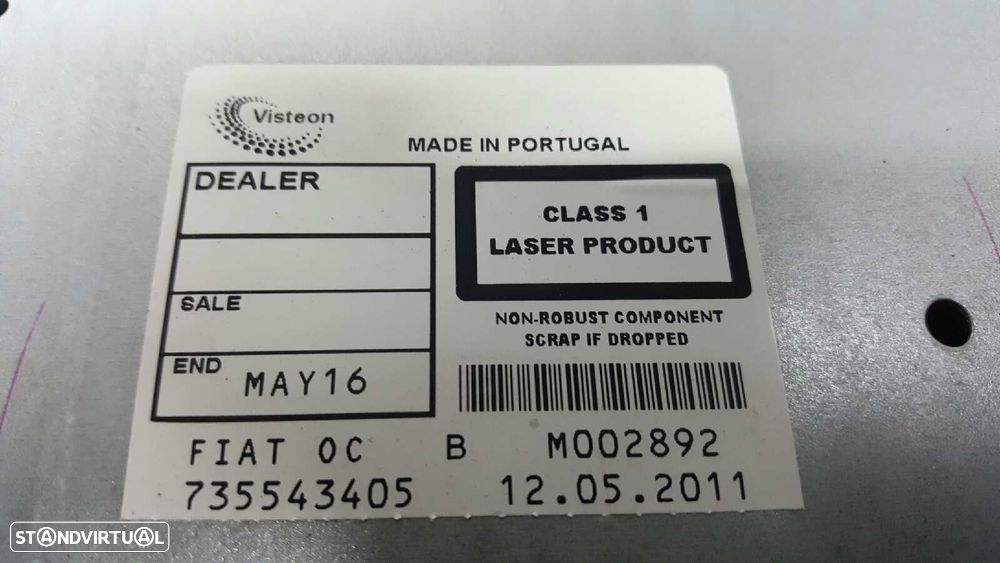 Visteon
MADE IN PORTUGAL
DEALER
SALE
END MAY16
CLASS 1
LASER PRODUCT
NON-ROBUST COMPONENT
SCRAP IF DROPPED
FIAT OC B M002892
735543405 12.05.2011
STANDVIRTUAL